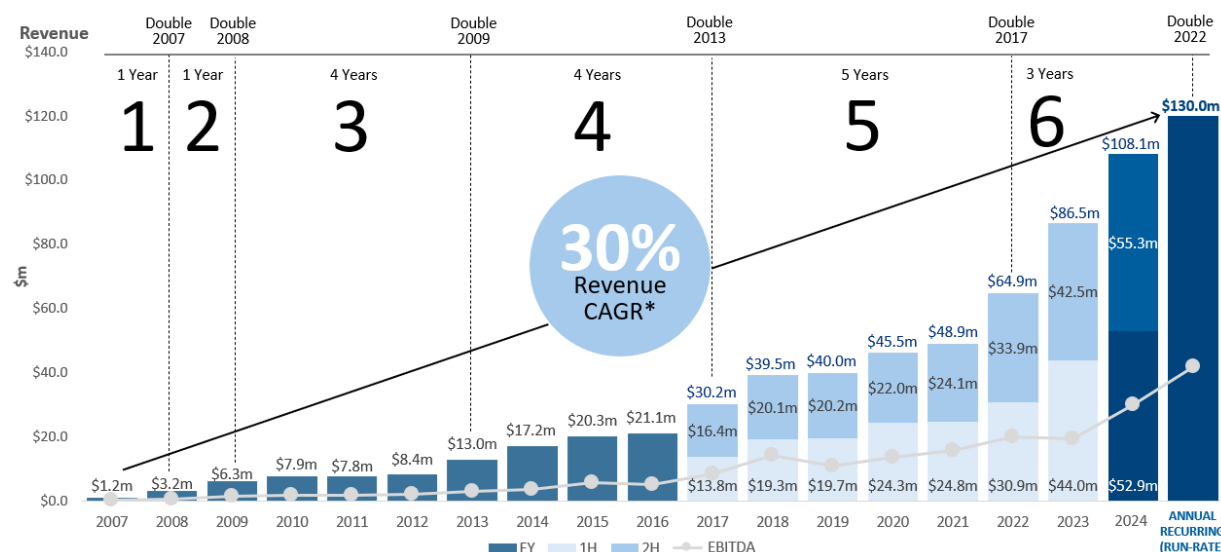 Revenue
Double
2007
Double
2008
Double
2009
Double
2013
Double
2017
Double
2022
$140.0
$120.0
$100.0
$80.0
$60.0
$40.0
$20.0
$0.0
$m
1 Year
1 Year
4 Years
4 Years
5 Years
3 Years
1
2
3
4
5
6
30%
Revenue
CAGR*
$1.2m
$3.2m
$6.3m
$7.9m
$7.8m
$8.4m
$13.0m
$17.2m
$20.3m
$21.1m
$30.2m
$16.4m
$13.8m
$39.5m
$20.1m
$19.3m
$40.0m
$20.2m
$19.7m
$45.5m
$22.0m
$24.3m
$48.9m
$24.1m
$24.8m
$64.9m
$33.9m
$30.9m
$86.5m
$42.5m
$44.0m
$108.1m
$55.3m
$52.9m
$130.0m
2007 2008 2009 2010 2011 2012 2013 2014 2015 2016 2017 2018 2019 2020 2021 2022 2023 2024
ANNUAL
RECURRING
(RUN-RATE
FY 1H 2H EBITDA